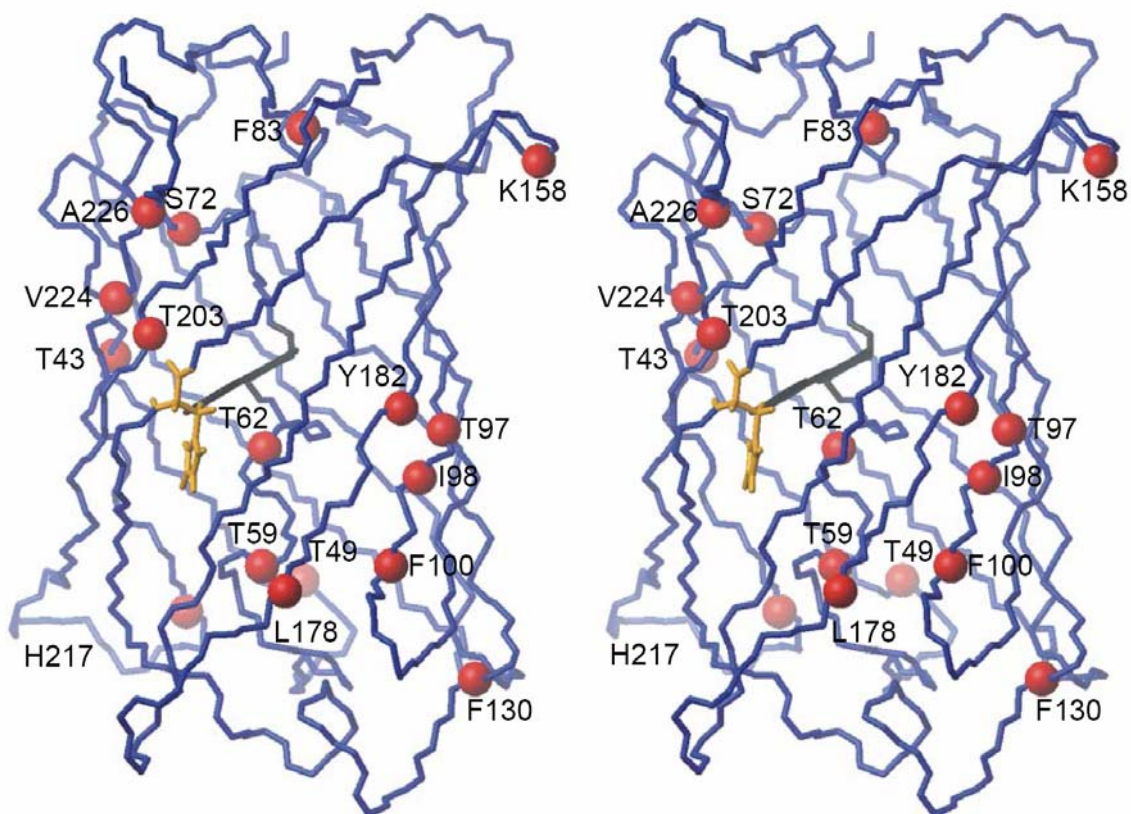 F83
K158
A226
S72
V224
T203
T43
Y182
T62
T97
I98
T59
T49
F100
L178
H217
F130
F83
K158
A226
S72
V224
T203
T43
Y182
T62
T97
I98
T59
T49
F100
L178
H217
F130